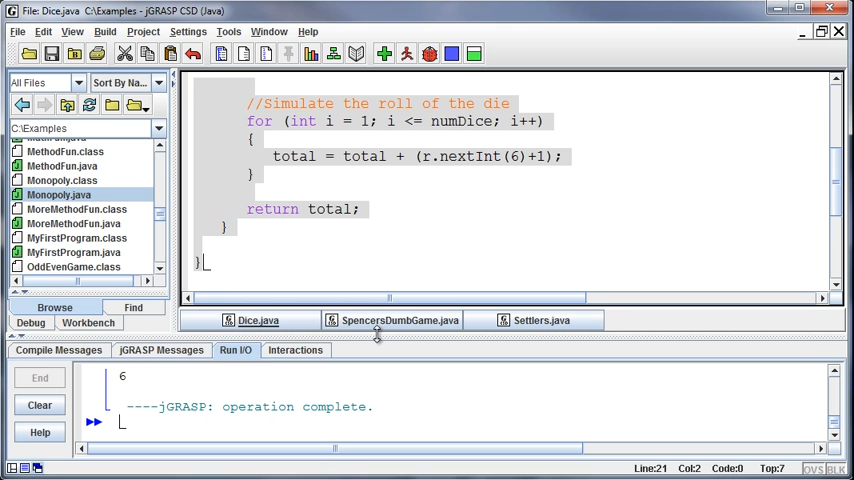 File: Dice.java  C:\Examples - jGRASP CSD (Java)
File Edit View Build Project Settings Tools Window Help
All Files Sort By Na...
C:\Examples
MethodFun.class
MethodFun.java
Monopoly.class
Monopoly.java
MoreMethodFun.class
MoreMethodFun.java
MyFirstProgram.class
MyFirstProgram.java
OddEvenGame.class
Browse Find
Debug Workbench
//Simulate the roll of the die
for (int i = 1; i <= numDice; i++)
{
total = total + (r.nextInt(6)+1);
}
return total;
}
}
Dice.java SpencersDumbGame.java Settlers.java
Compile Messages jGRASP Messages Run I/O Interactions
End
Clear
Help
6
----jGRASP: operation complete.
Line:21 Col:2 Code:0 Top:7 OVS BLK